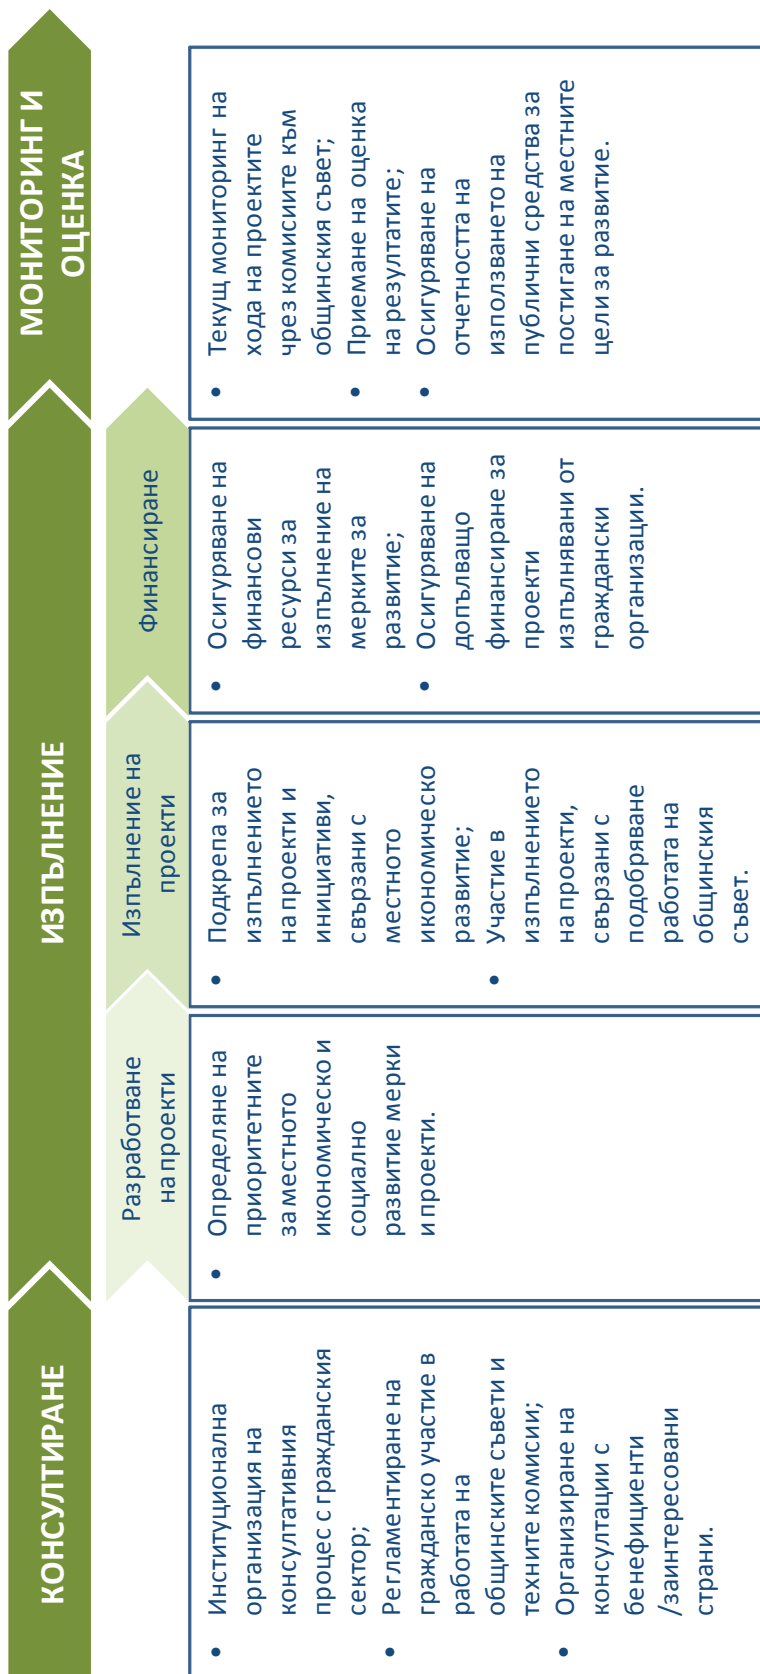 КОНСУЛТИРАНЕ
ИЗПЪЛНЕНИЕ
МОНИТОРИНГ И
ОЦЕНКА
Разработване
на проекти
Изпълнение на
проекти
Финансиране
• Институционална
организация на
консултативния
процес с гражданския
сектор;
• Регламентиране на
гражданско участие в
работата на
общинските съвети и
техните комисии;
• Организиране на
консултации с
бенефициенти
/заинтересовани
страни.
• Определяне на
приоритетните
за местното
икономическо и
социално
развитие мерки
и проекти.
• Подкрепа за
изпълнението
на проекти и
инициативи,
свързани с
местното
икономическо
развитие;
• Участие в
изпълнението
на проекти,
свързани с
подобряване
работата на
общинския
съвет.
• Осигуряване на
финансови
ресурси за
изпълнение на
мерките за
развитие;
• Осигуряване на
допълващо
финансиране за
проекти
изпълнявани от
граждански
организации.
• Текущ мониторинг на
хода на проектите
чрез комисиите към
общинския съвет;
• Приемане на оценка
на резултатите;
• Осигуряване на
отчетността на
използването на
публични средства за
постигане на местните
цели за развитие.